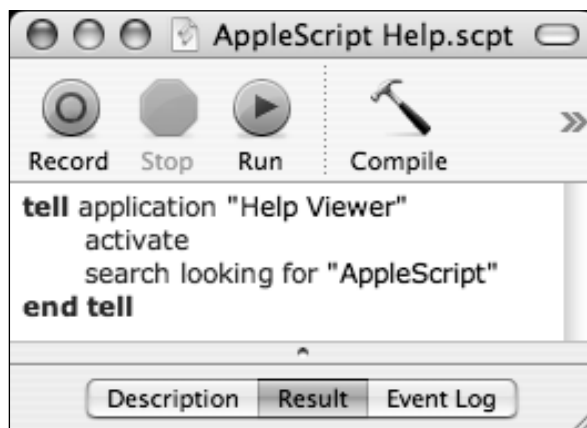 AppleScript Help.scpt
Record Stop Run Compile
tell application "Help Viewer"
activate
search looking for "AppleScript"
end tell
Description Result Event Log